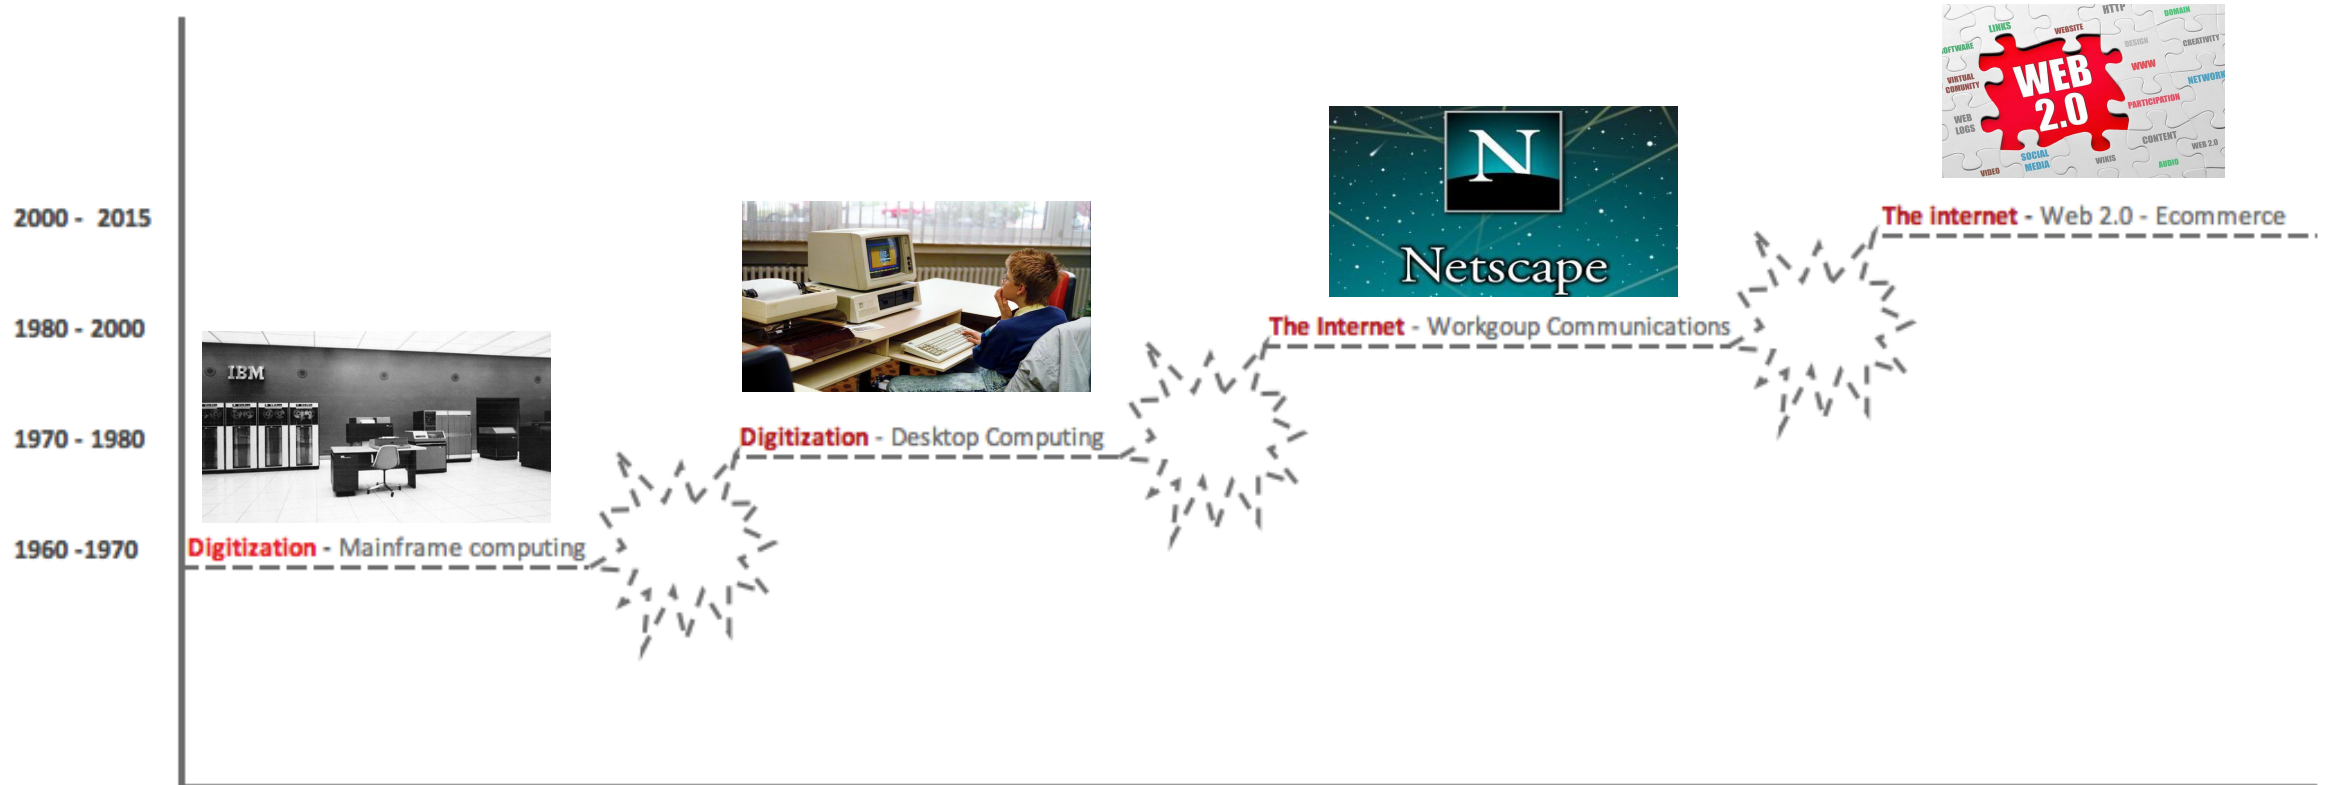 2000 - 2015
The internet - Web 2.0 - Ecommerce
1980 - 2000
The Internet - Workgoup Communications
1970 - 1980
Digitization - Desktop Computing
1960 -1970
Digitization - Mainframe computing
IBM
N
Netscape
HTTP
DOMAIN
LINKS
WEBSITE
OFTWARE
DESIGN
CREATIVITY
VIRTUAL
COMUNITY
WEB
2.0
WWW
NETWORK
PARTICIPATION
WEB
LOGS
CONTENT
WEB 2.0
SOCIAL
MEDIA
WIKIS
AUDIO
VIDEO